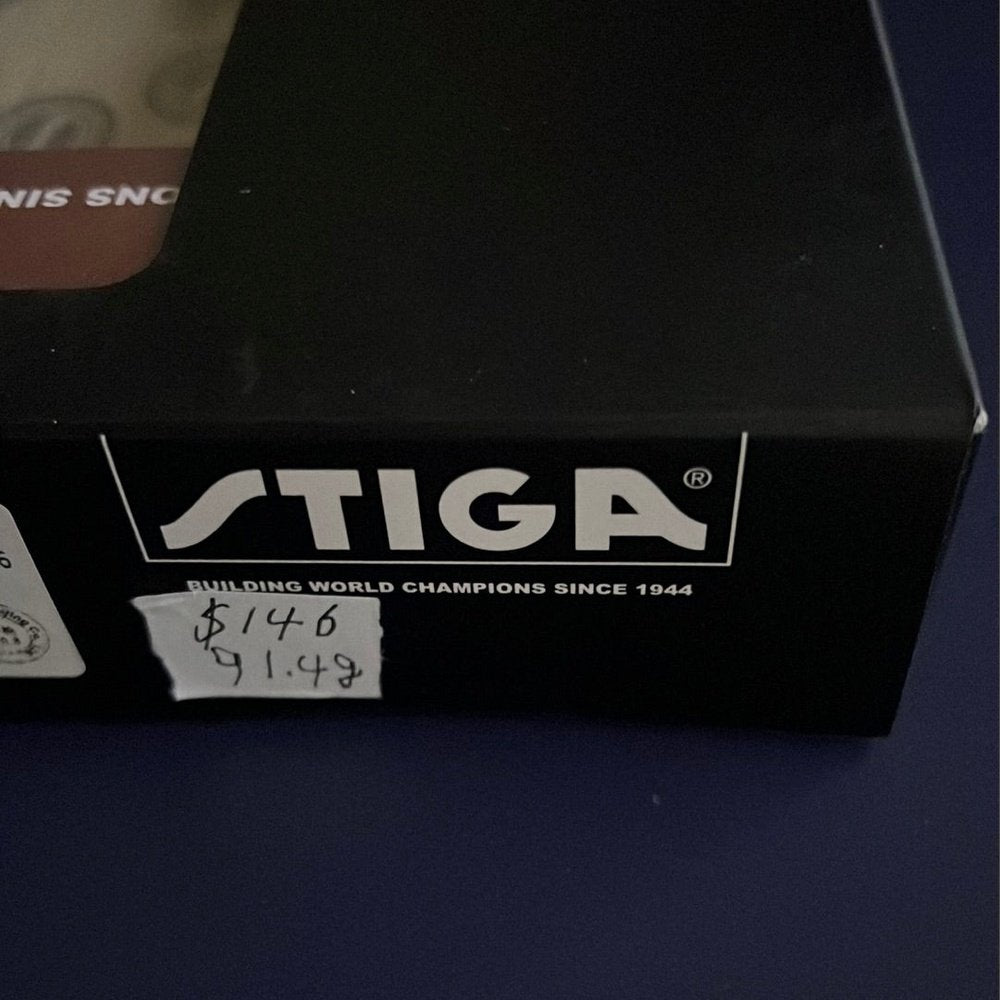 STIGA®
BUILDING WORLD CHAMPIONS SINCE 1944
$146
91.4g